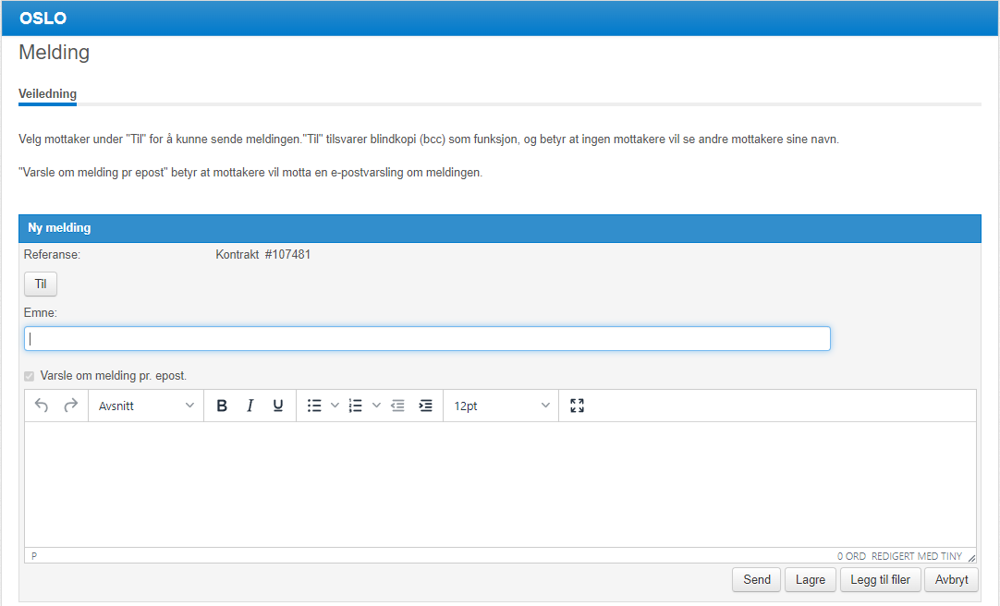 OSLO
Melding
Veiledning
Velg mottaker under "Til" for å kunne sende meldingen."Til" tilsvarer blindkopi (bcc) som funksjon, og betyr at ingen mottakere vil se andre mottakere sine navn.
"Varsle om melding pr epost" betyr at mottakere vil motta en e-postvarsling om meldingen.
Ny melding
Referanse: Kontrakt #107481
Til
Emne:
Varsle om melding pr. epost.
Avsnitt B I U 12pt
P 0 ORD REDIGERT MED TINY
Send Lagre Legg til filer Avbryt